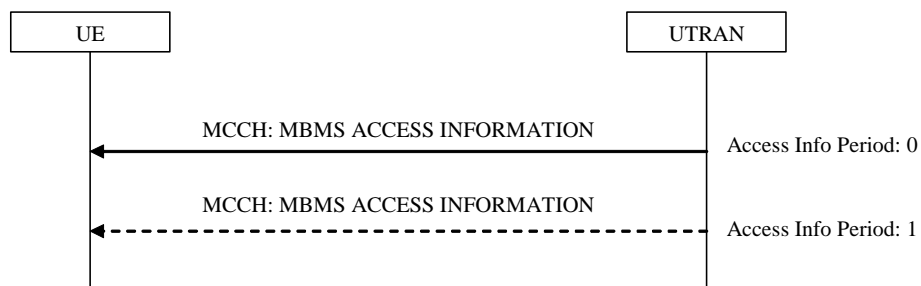 UE
UTRAN
MCCH: MBMS ACCESS INFORMATION
Access Info Period: 0
MCCH: MBMS ACCESS INFORMATION
Access Info Period: 1